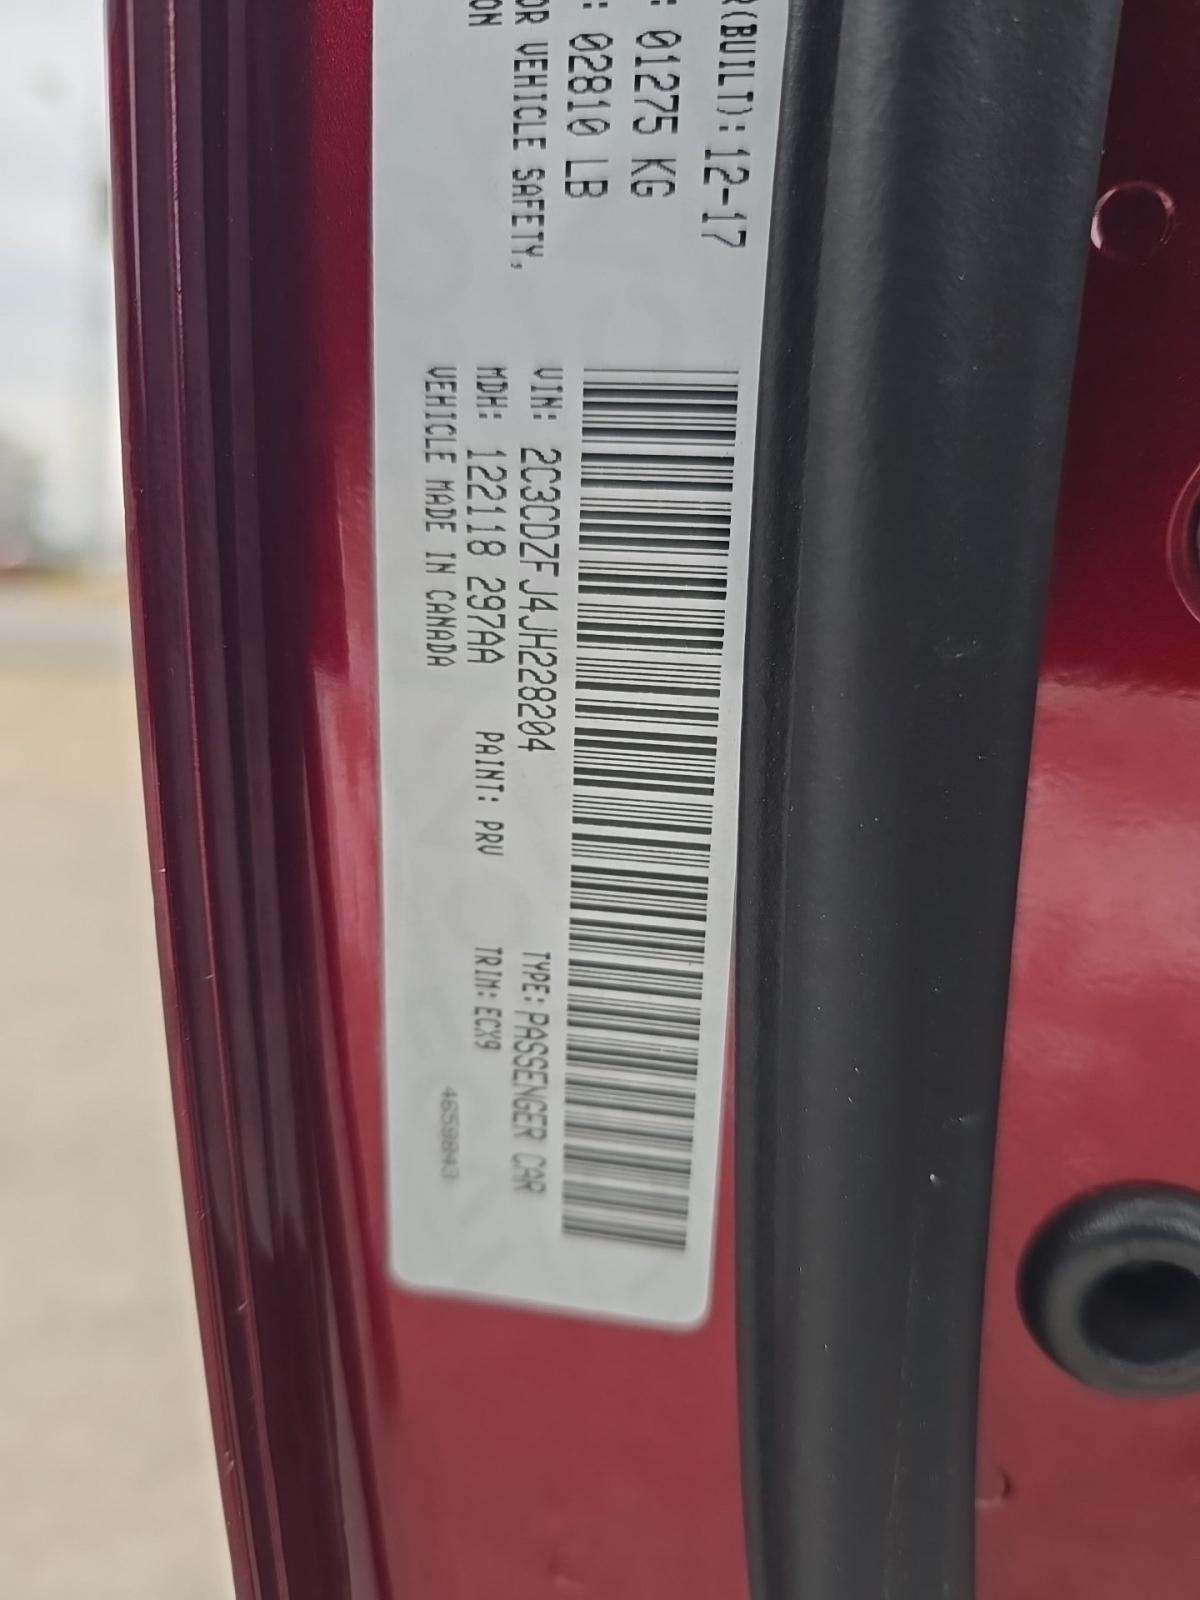 R(BUILT): 12-17
: 01275 KG
: 02810 LB
OR VEHICLE SAFETY,
ON
VIN: 2C3CDZFJ4JH228204
TYPE: PASSENGER CAR
MDH: 122118 297AA
PAINT: PRV
TRIM: ECX9
VEHICLE MADE IN CANADA